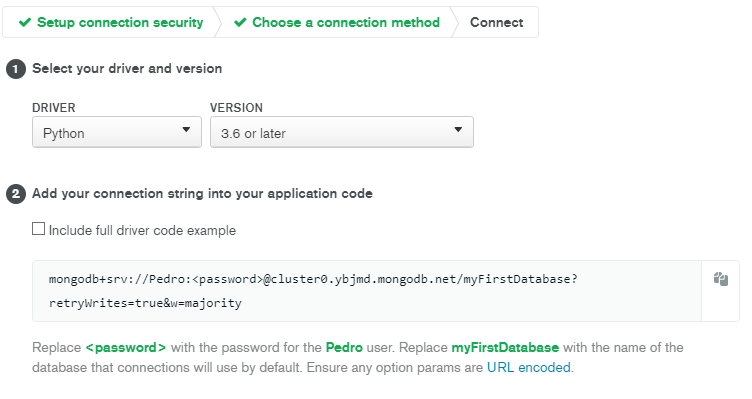 Setup connection security Choose a connection method Connect
1 Select your driver and version
DRIVER VERSION
Python 3.6 or later
2 Add your connection string into your application code
Include full driver code example
mongodb+srv://Pedro:<password>@cluster0.ybjmd.mongodb.net/myFirstDatabase?
retryWrites=true&w=majority
Replace <password> with the password for the Pedro user. Replace myFirstDatabase with the name of the
database that connections will use by default. Ensure any option params are URL encoded.